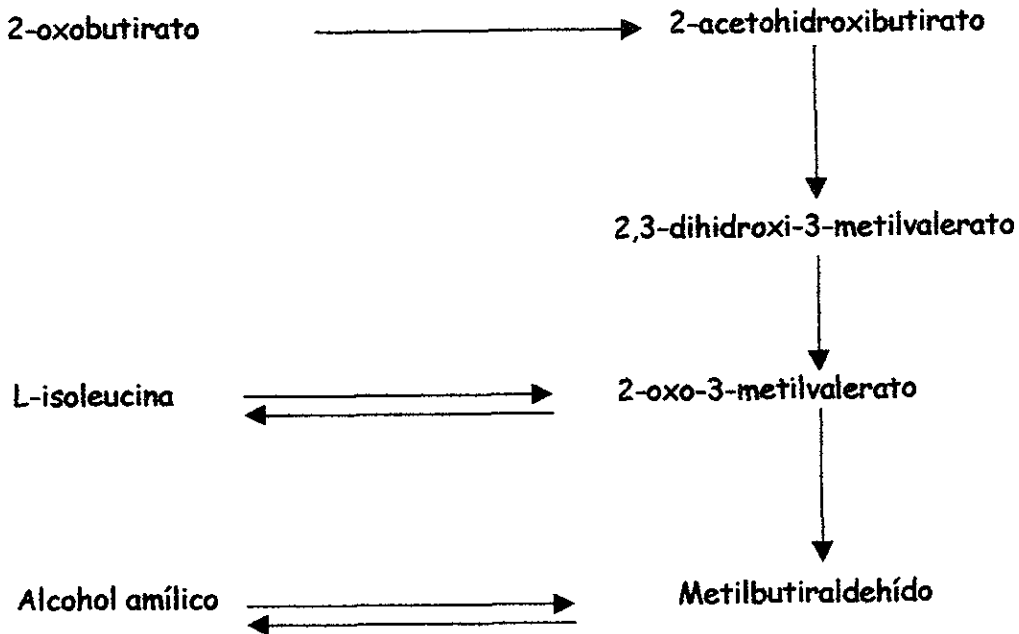 2-oxobutirato
2-acetohidroxibutirato
2,3-dihidroxi-3-metilvalerato
L-isoleucina
2-oxo-3-metilvalerato
Alcohol amílico
Metilbutiraldehído